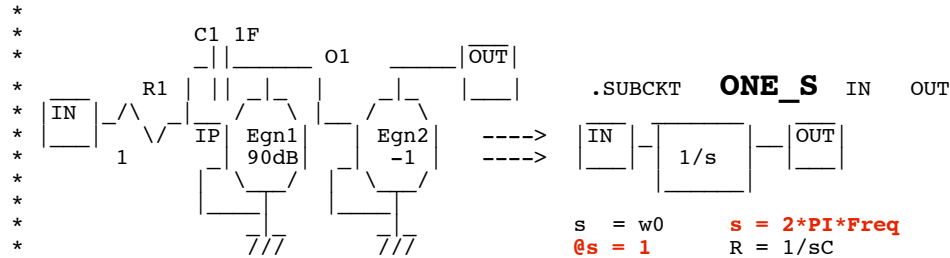 C1 1F
O1 OUT
R1 .SUBCKT ONE_S IN OUT
IN
IP Egn1 Egn2 ----> IN OUT
1 90dB -1 ----> 1/s
s = w0 s = 2*PI*Freq
@s = 1 R = 1/sC